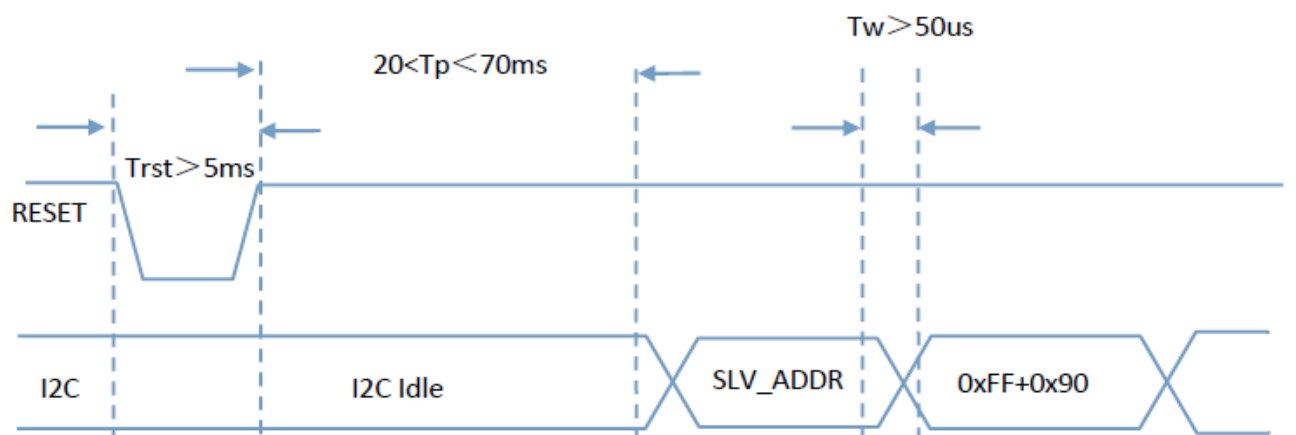 Tw＞50us
20<Tp＜70ms
Trst＞5ms
RESET
I2C
I2C Idle
SLV_ADDR
0xFF+0x90